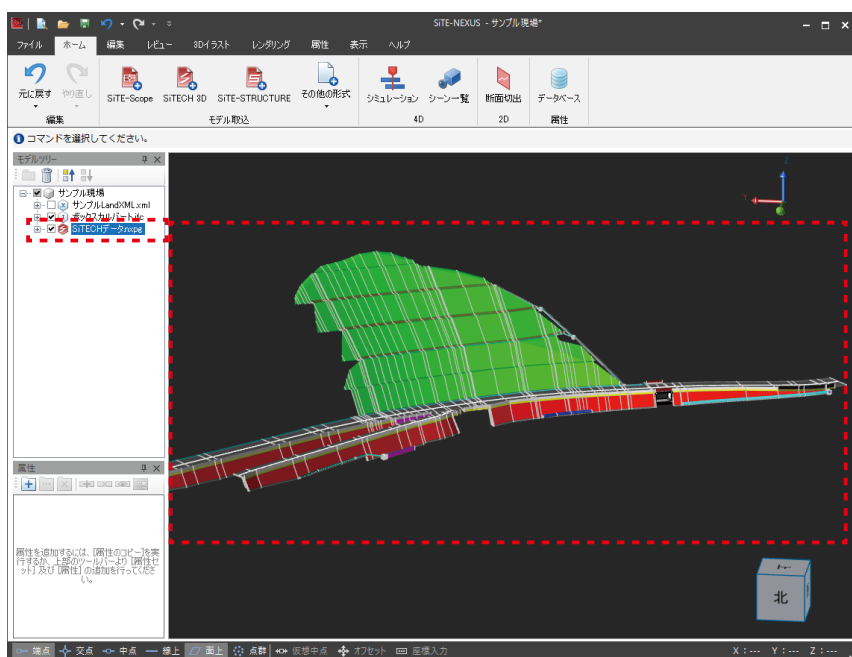 SiTE-NEXUS - サンプル現場*
ファイル ホーム 編集 ビュー 3Dイラスト レンダリング 属性 表示 ヘルプ
元に戻す やり直し SiTE-Scope SiTECH 3D SiTE-STRUCTURE その他の形式 シミュレーション シーン一覧 断面切出 データベース
編集 モデル取込 4D 2D 属性
コマンドを選択してください。
モデルツリー
サンプル現場
サンプルLandXML.xml
ボックスカルバート.ifc
SiTECHデータ.nxpg
Z
北
属性
属性を追加するには、[属性のコピー]を実
行するか、上部のツールバーより [属性セ
ット] 及び [属性] の追加を行ってくださ
い。
端点 交点 中点 線上 面上 点群 仮想中点 オフセット 座標入力 X : --- Y : --- Z : ---